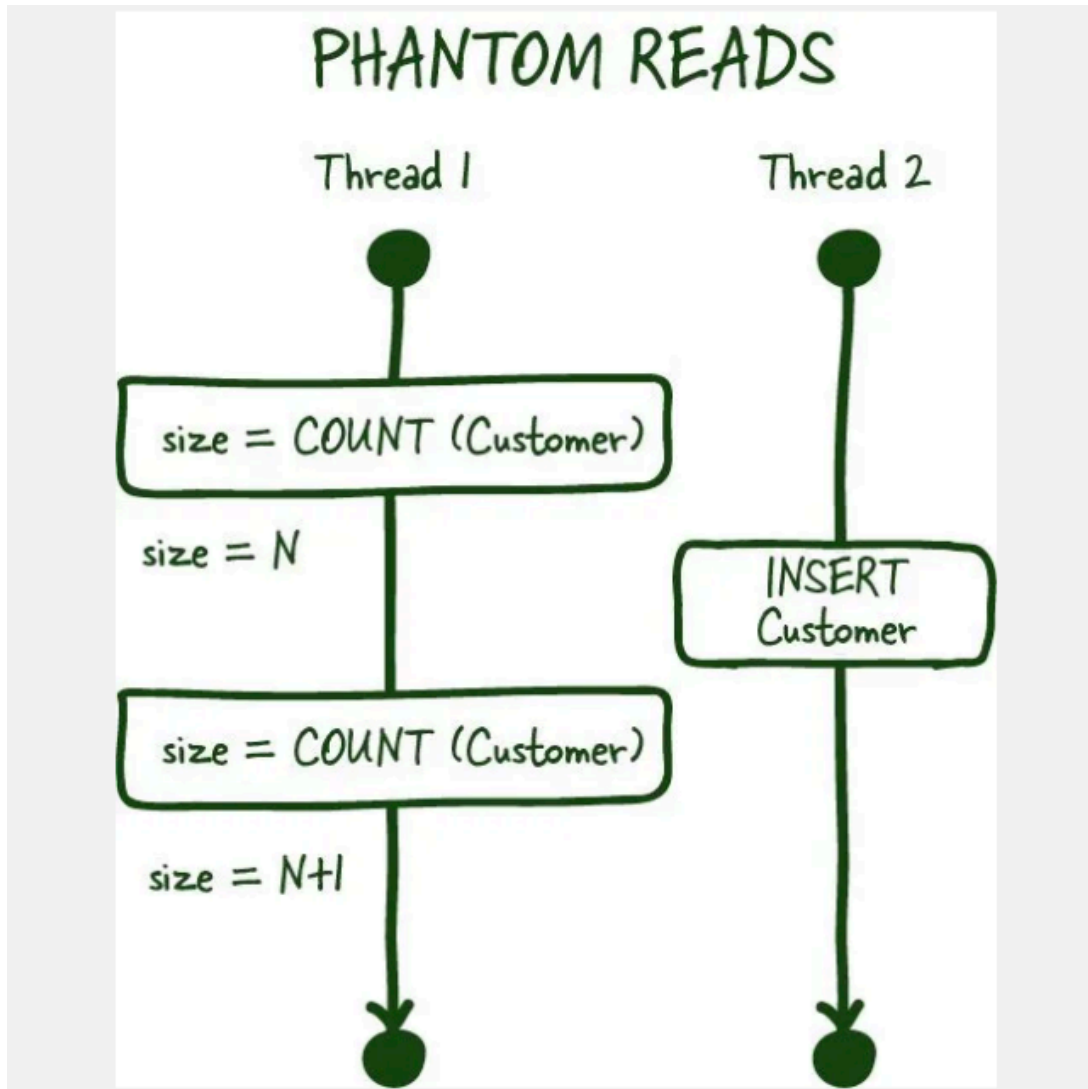 PHANTOM READS
Thread 1
Thread 2
size = COUNT (Customer)
size = N
INSERT
Customer
size = COUNT (Customer)
size = N+1